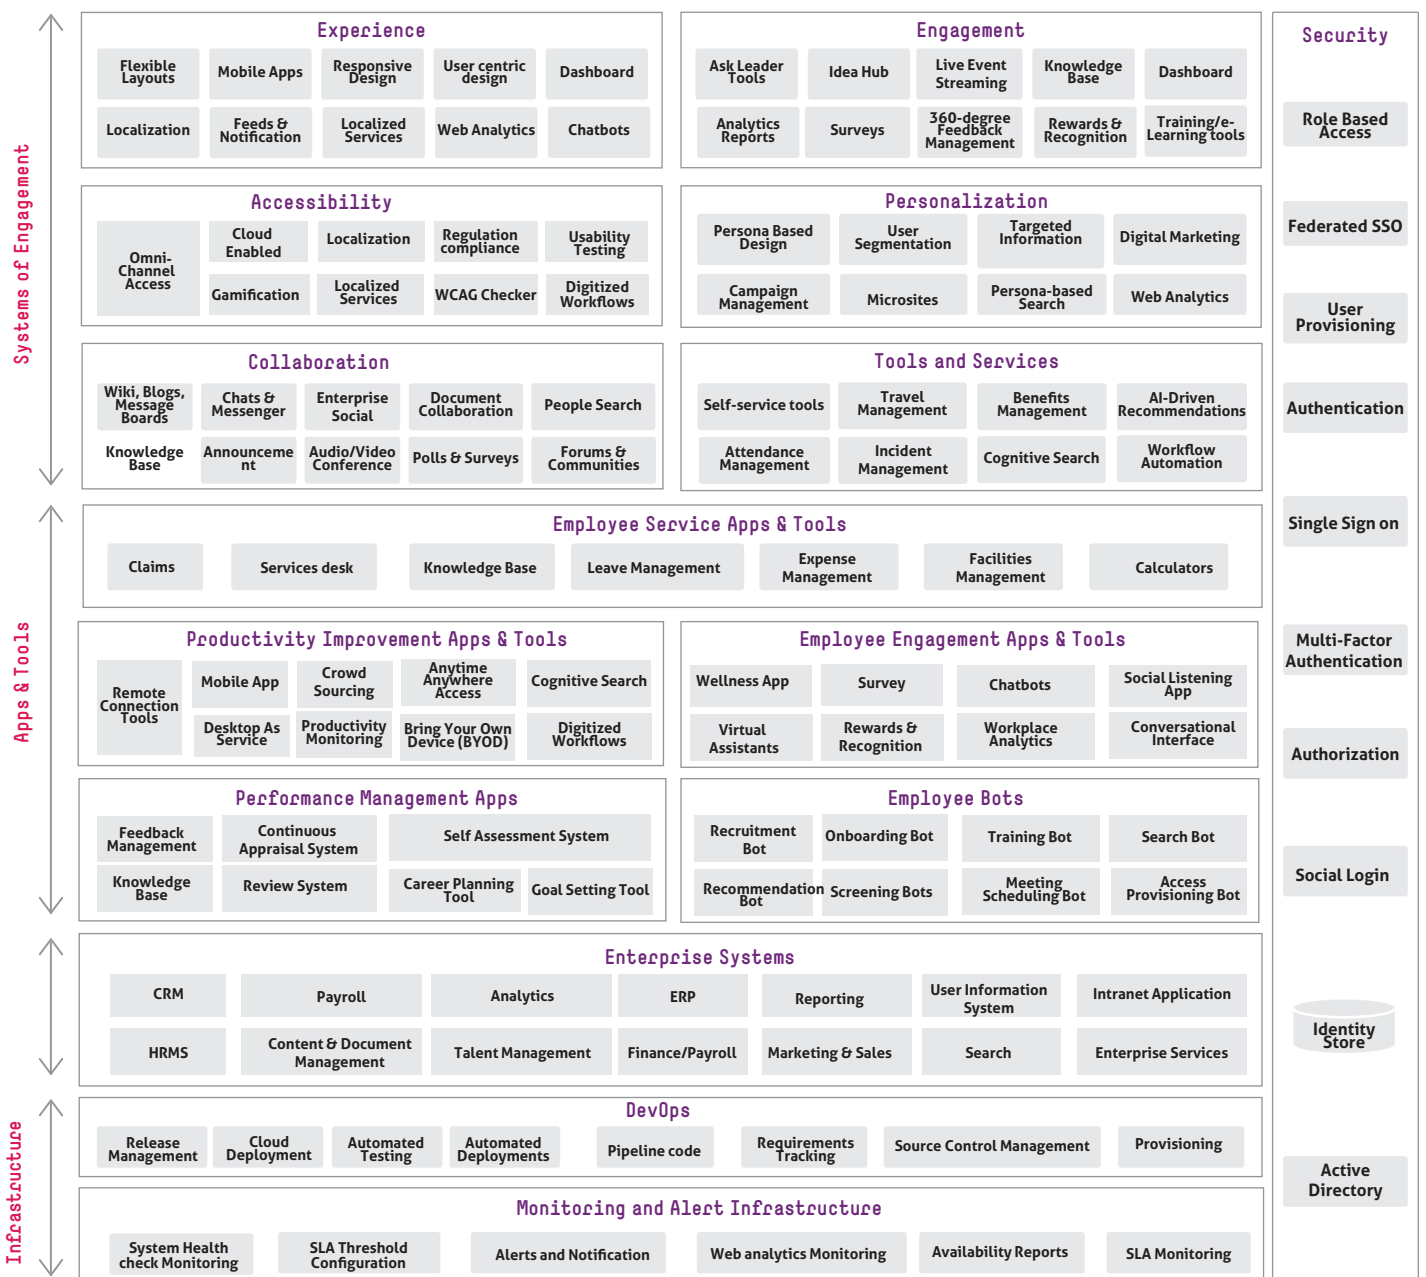 Systems of Engagement
Experience
Flexible
Layouts
Mobile Apps
Responsive
Design
User centric
design
Dashboard
Localization
Feeds &
Notification
Localized
Services
Web Analytics
Chatbots
Engagement
Ask Leader
Tools
Idea Hub
Live Event
Streaming
Knowledge
Base
Dashboard
Analytics
Reports
Surveys
360-degree
Feedback
Management
Rewards &
Recognition
Training/e-
Learning tools
Accessibility
Omni-
Channel
Access
Cloud
Enabled
Localization
Regulation
compliance
Usability
Testing
Gamification
Localized
Services
WCAG Checker
Digitized
Workflows
Personalization
Persona Based
Design
User
Segmentation
Targeted
Information
Digital Marketing
Campaign
Management
Microsites
Persona-based
Search
Web Analytics
Collaboration
Wiki, Blogs,
Message
Boards
Chats &
Messenger
Enterprise
Social
Document
Collaboration
People Search
Knowledge
Base
Announceme
nt
Audio/Video
Conference
Polls & Surveys
Forums &
Communities
Tools and Services
Self-service tools
Travel
Management
Benefits
Management
AI-Driven
Recommendations
Attendance
Management
Incident
Management
Cognitive Search
Workflow
Automation
Apps & Tools
Employee Service Apps & Tools
Claims
Services desk
Knowledge Base
Leave Management
Expense
Management
Facilities
Management
Calculators
Productivity Improvement Apps & Tools
Remote
Connection
Tools
Mobile App
Crowd
Sourcing
Anytime
Anywhere
Access
Cognitive Search
Desktop As
Service
Productivity
Monitoring
Bring Your Own
Device (BYOD)
Digitized
Workflows
Employee Engagement Apps & Tools
Wellness App
Survey
Chatbots
Social Listening
App
Virtual
Assistants
Rewards &
Recognition
Workplace
Analytics
Conversational
Interface
Performance Management Apps
Feedback
Management
Continuous
Appraisal System
Self Assessment System
Knowledge
Base
Review System
Career Planning
Tool
Goal Setting Tool
Employee Bots
Recruitment
Bot
Onboarding Bot
Training Bot
Search Bot
Recommendation
Bot
Screening Bots
Meeting
Scheduling Bot
Access
Provisioning Bot
Enterprise Systems
CRM
Payroll
Analytics
ERP
Reporting
User Information
System
Intranet Application
HRMS
Content & Document
Management
Talent Management
Finance/Payroll
Marketing & Sales
Search
Enterprise Services
Infrastructure
DevOps
Release
Management
Cloud
Deployment
Automated
Testing
Automated
Deployments
Pipeline code
Requirements
Tracking
Source Control Management
Provisioning
Monitoring and Alert Infrastructure
System Health
check Monitoring
SLA Threshold
Configuration
Alerts and Notification
Web analytics Monitoring
Availability Reports
SLA Monitoring
Security
Role Based
Access
Federated SSO
User
Provisioning
Authentication
Single Sign on
Multi-Factor
Authentication
Authorization
Social Login
Identity
Store
Active
Directory